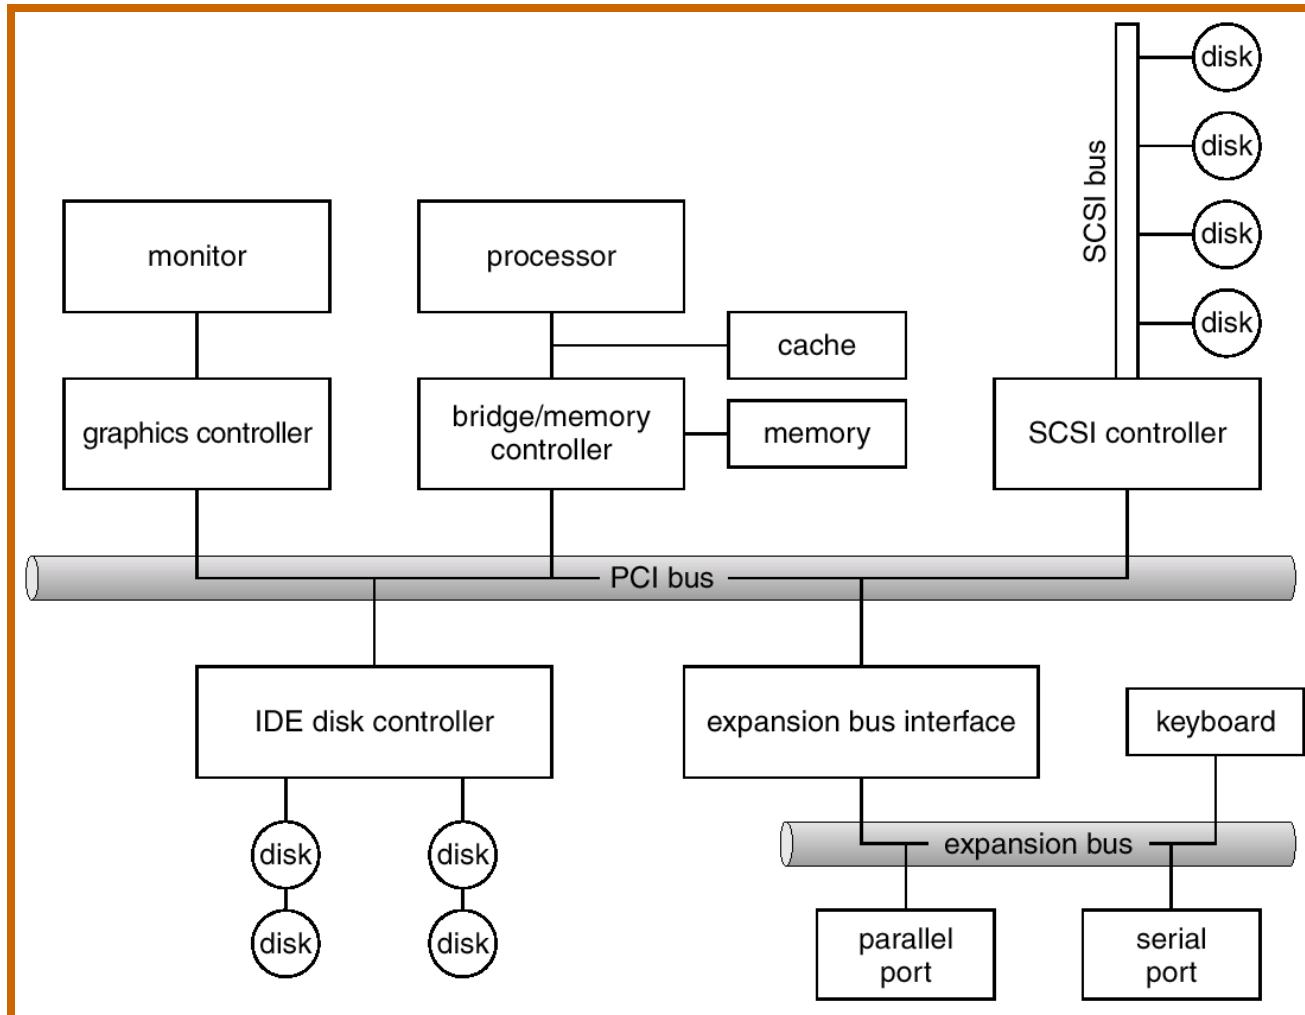 disk
disk
SCSI bus
disk
disk
monitor
processor
cache
graphics controller
bridge/memory
controller
memory
SCSI controller
PCI bus
IDE disk controller
expansion bus interface
keyboard
disk
disk
expansion bus
disk
disk
parallel
port
serial
port